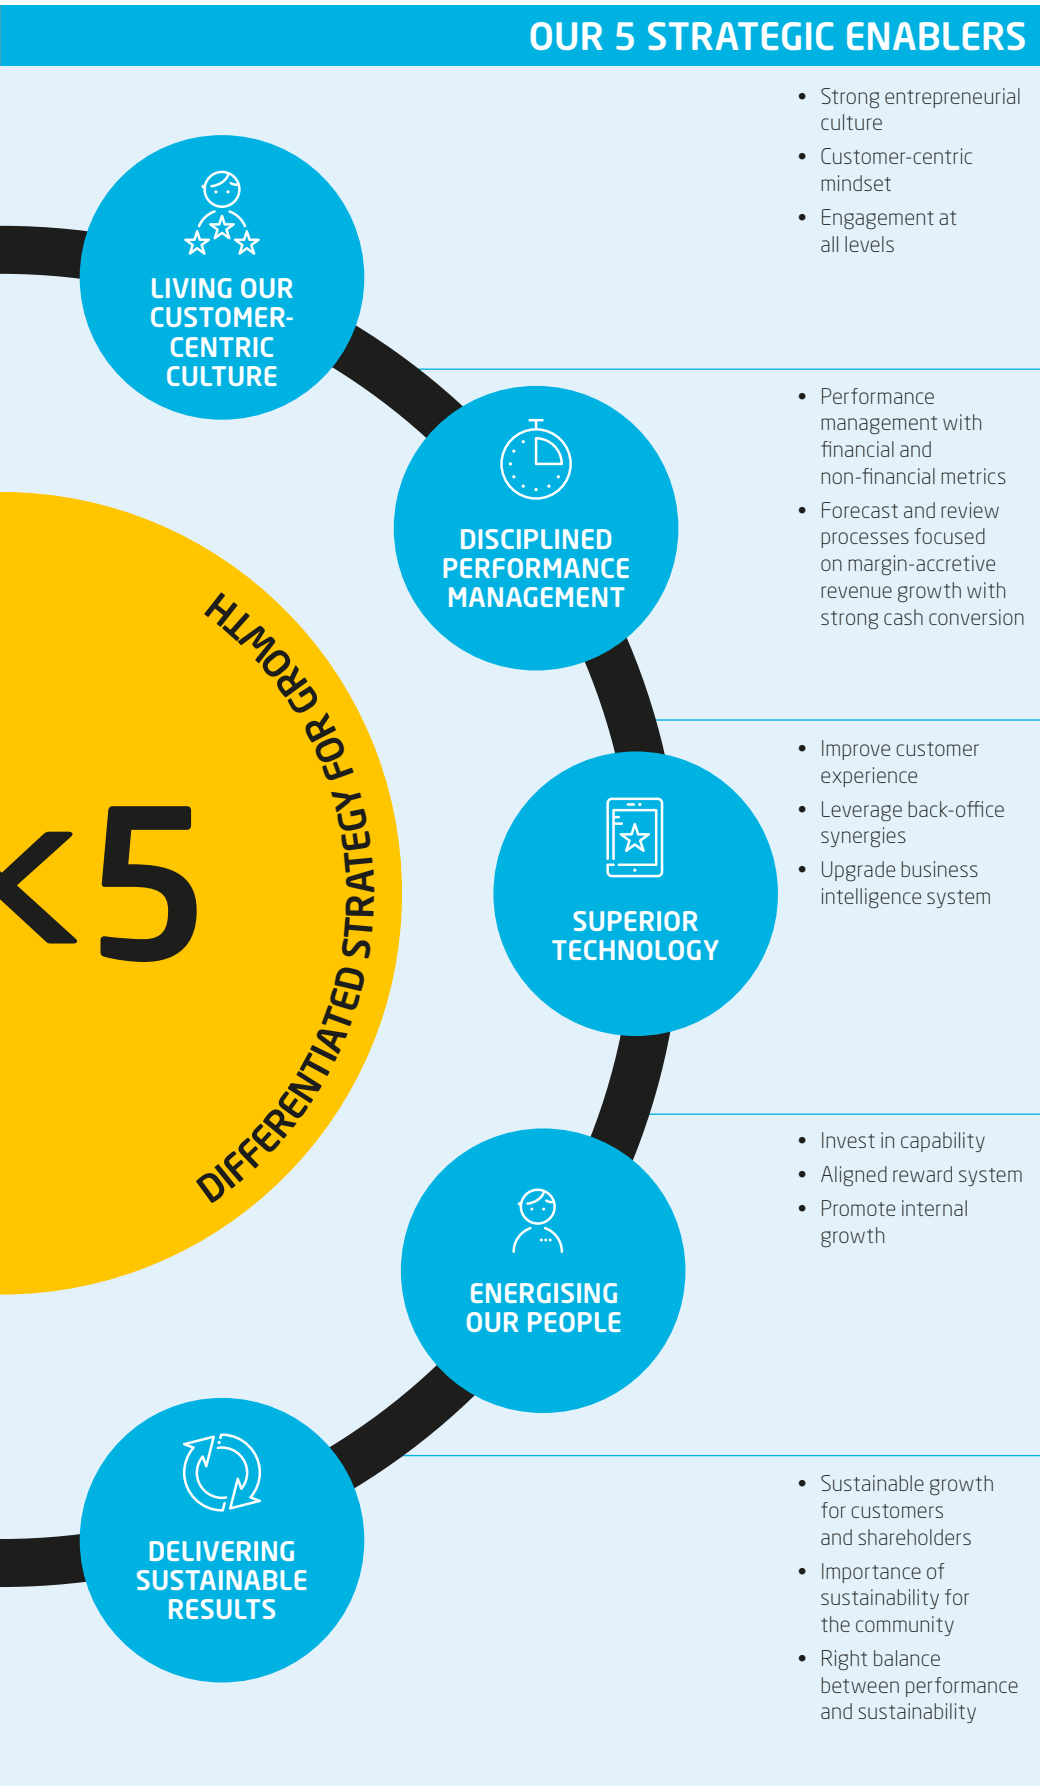 OUR 5 STRATEGIC ENABLERS
LIVING OUR
CUSTOMER-
CENTRIC
CULTURE
• Strong entrepreneurial
culture
• Customer-centric
mindset
• Engagement at
all levels
DISCIPLINED
PERFORMANCE
MANAGEMENT
• Performance
management with
financial and
non-financial metrics
• Forecast and review
processes focused
on margin-accretive
revenue growth with
strong cash conversion
5
DIFFERENTIATED STRATEGY FOR GROWTH
SUPERIOR
TECHNOLOGY
• Improve customer
experience
• Leverage back-office
synergies
• Upgrade business
intelligence system
ENERGISING
OUR PEOPLE
• Invest in capability
• Aligned reward system
• Promote internal
growth
DELIVERING
SUSTAINABLE
RESULTS
• Sustainable growth
for customers
and shareholders
• Importance of
sustainability for
the community
• Right balance
between performance
and sustainability